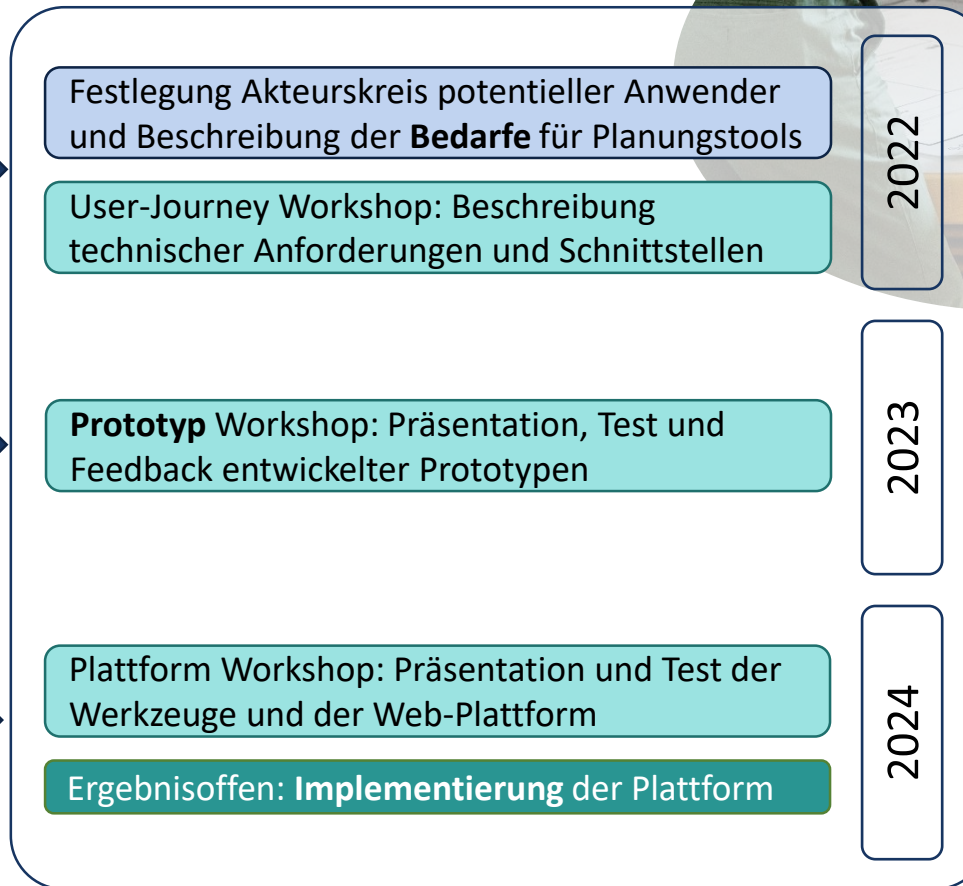 Festlegung Akteurskreis potentieller Anwender
und Beschreibung der Bedarfe für Planungstools
User-Journey Workshop: Beschreibung
technischer Anforderungen und Schnittstellen
2022
Prototyp Workshop: Präsentation, Test und
Feedback entwickelter Prototypen
2023
Plattform Workshop: Präsentation und Test der
Werkzeuge und der Web-Plattform
Ergebnisoffen: Implementierung der Plattform
2024